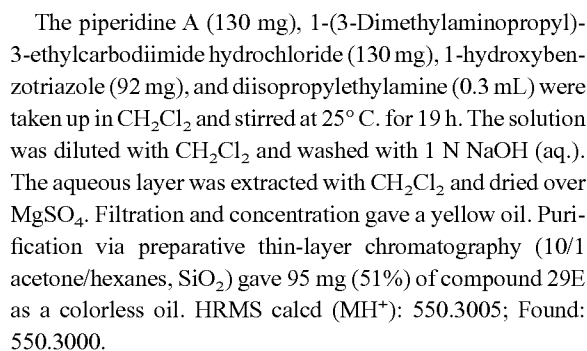 The piperidine A (130 mg), 1-(3-Dimethylaminopropyl)-
3-ethylcarbodiimide hydrochloride (130 mg), 1-hydroxyben-
zotriazole (92 mg), and diisopropylethylamine (0.3 mL) were
taken up in CH₂Cl₂ and stirred at 25° C. for 19 h. The solution
was diluted with CH₂Cl₂ and washed with 1 N NaOH (aq.).
The aqueous layer was extracted with CH₂Cl₂ and dried over
MgSO₄. Filtration and concentration gave a yellow oil. Puri-
fication via preparative thin-layer chromatography (10/1
acetone/hexanes, SiO₂) gave 95 mg (51%) of compound 29E
as a colorless oil. HRMS calcd (MH⁺): 550.3005; Found:
550.3000.